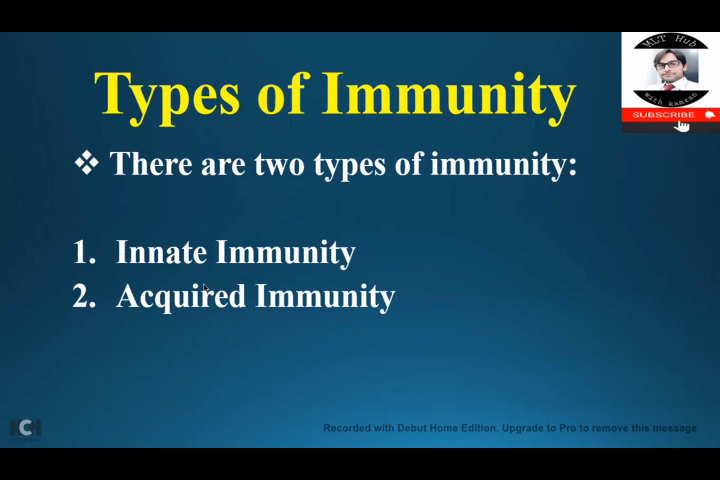 MLT Hub
with kamran
SUBSCRIBE
Types of Immunity
❖ There are two types of immunity:
1. Innate Immunity
2. Acquired Immunity
C
Recorded with Debut Home Edition. Upgrade to Pro to remove this message